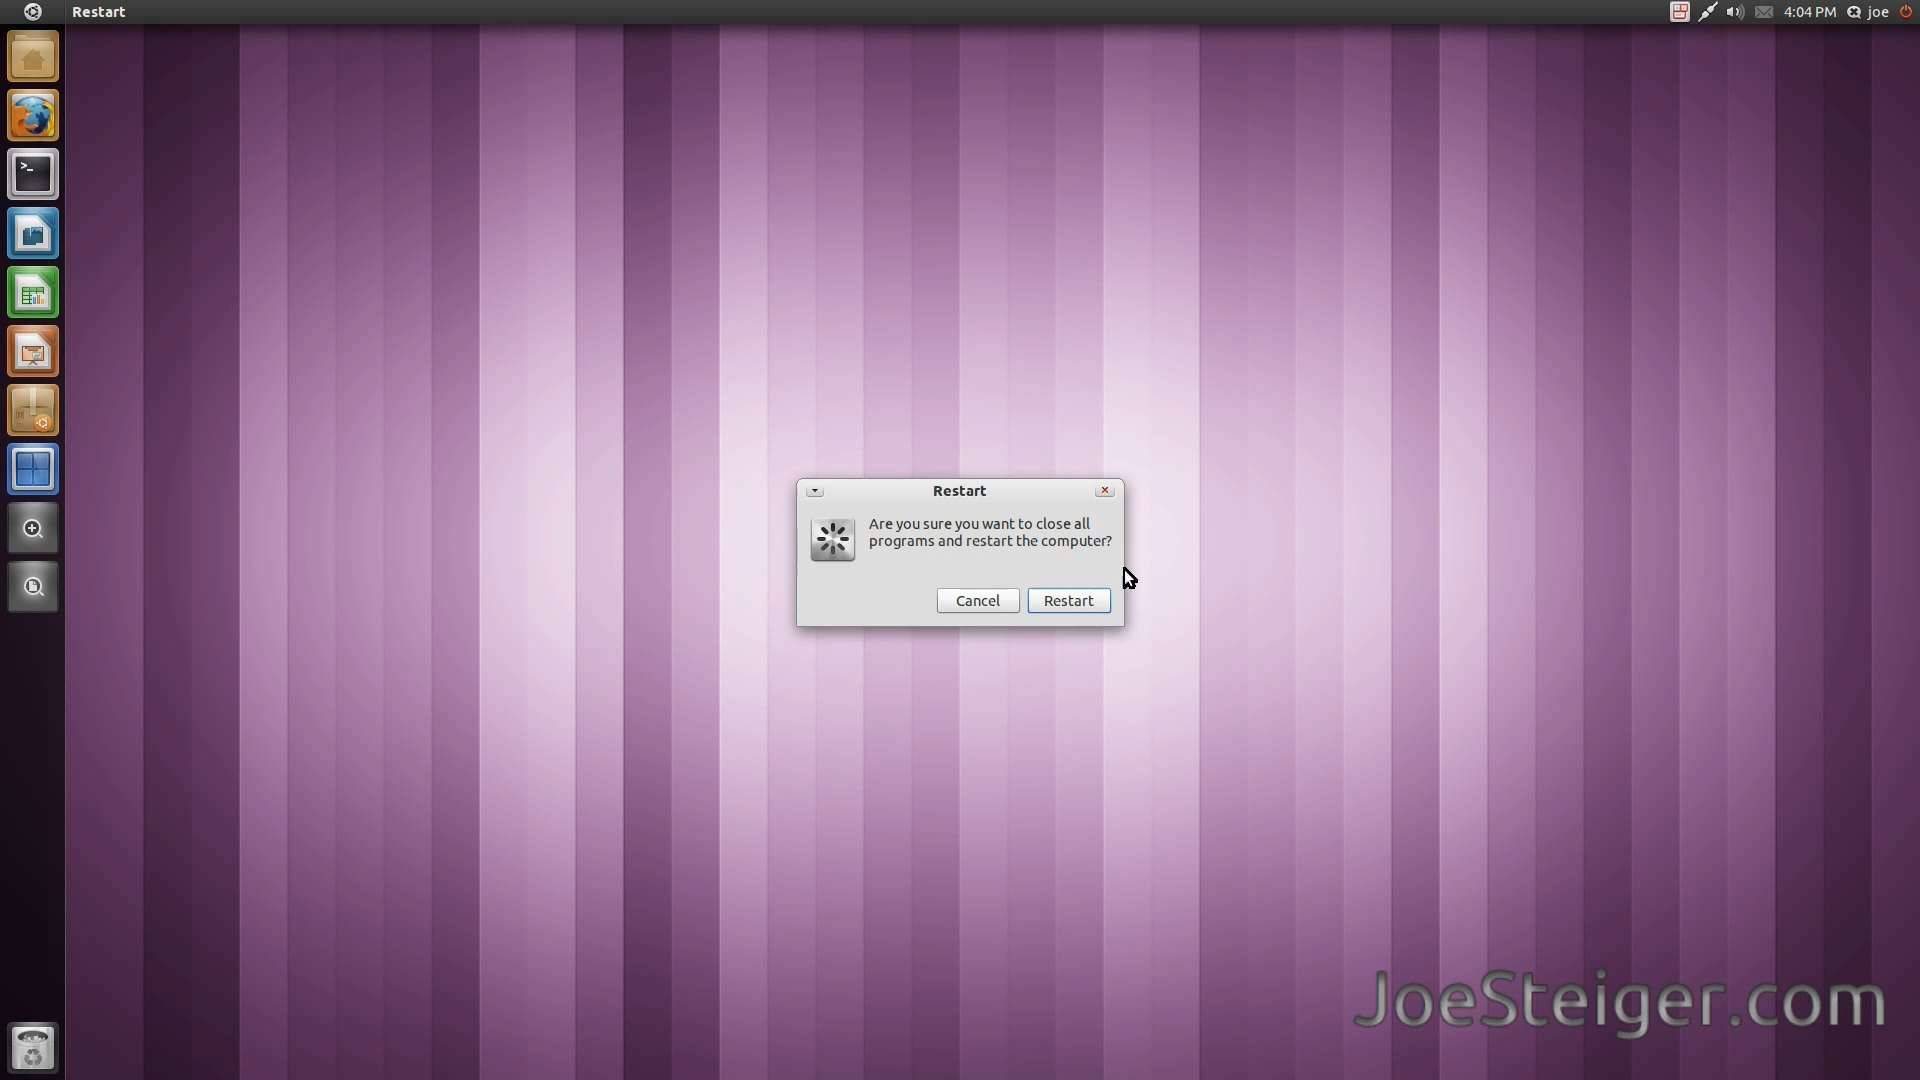 Restart
4:04 PM
joe
Restart
Are you sure you want to close all
programs and restart the computer?
Cancel
Restart
JoeSteiger.com